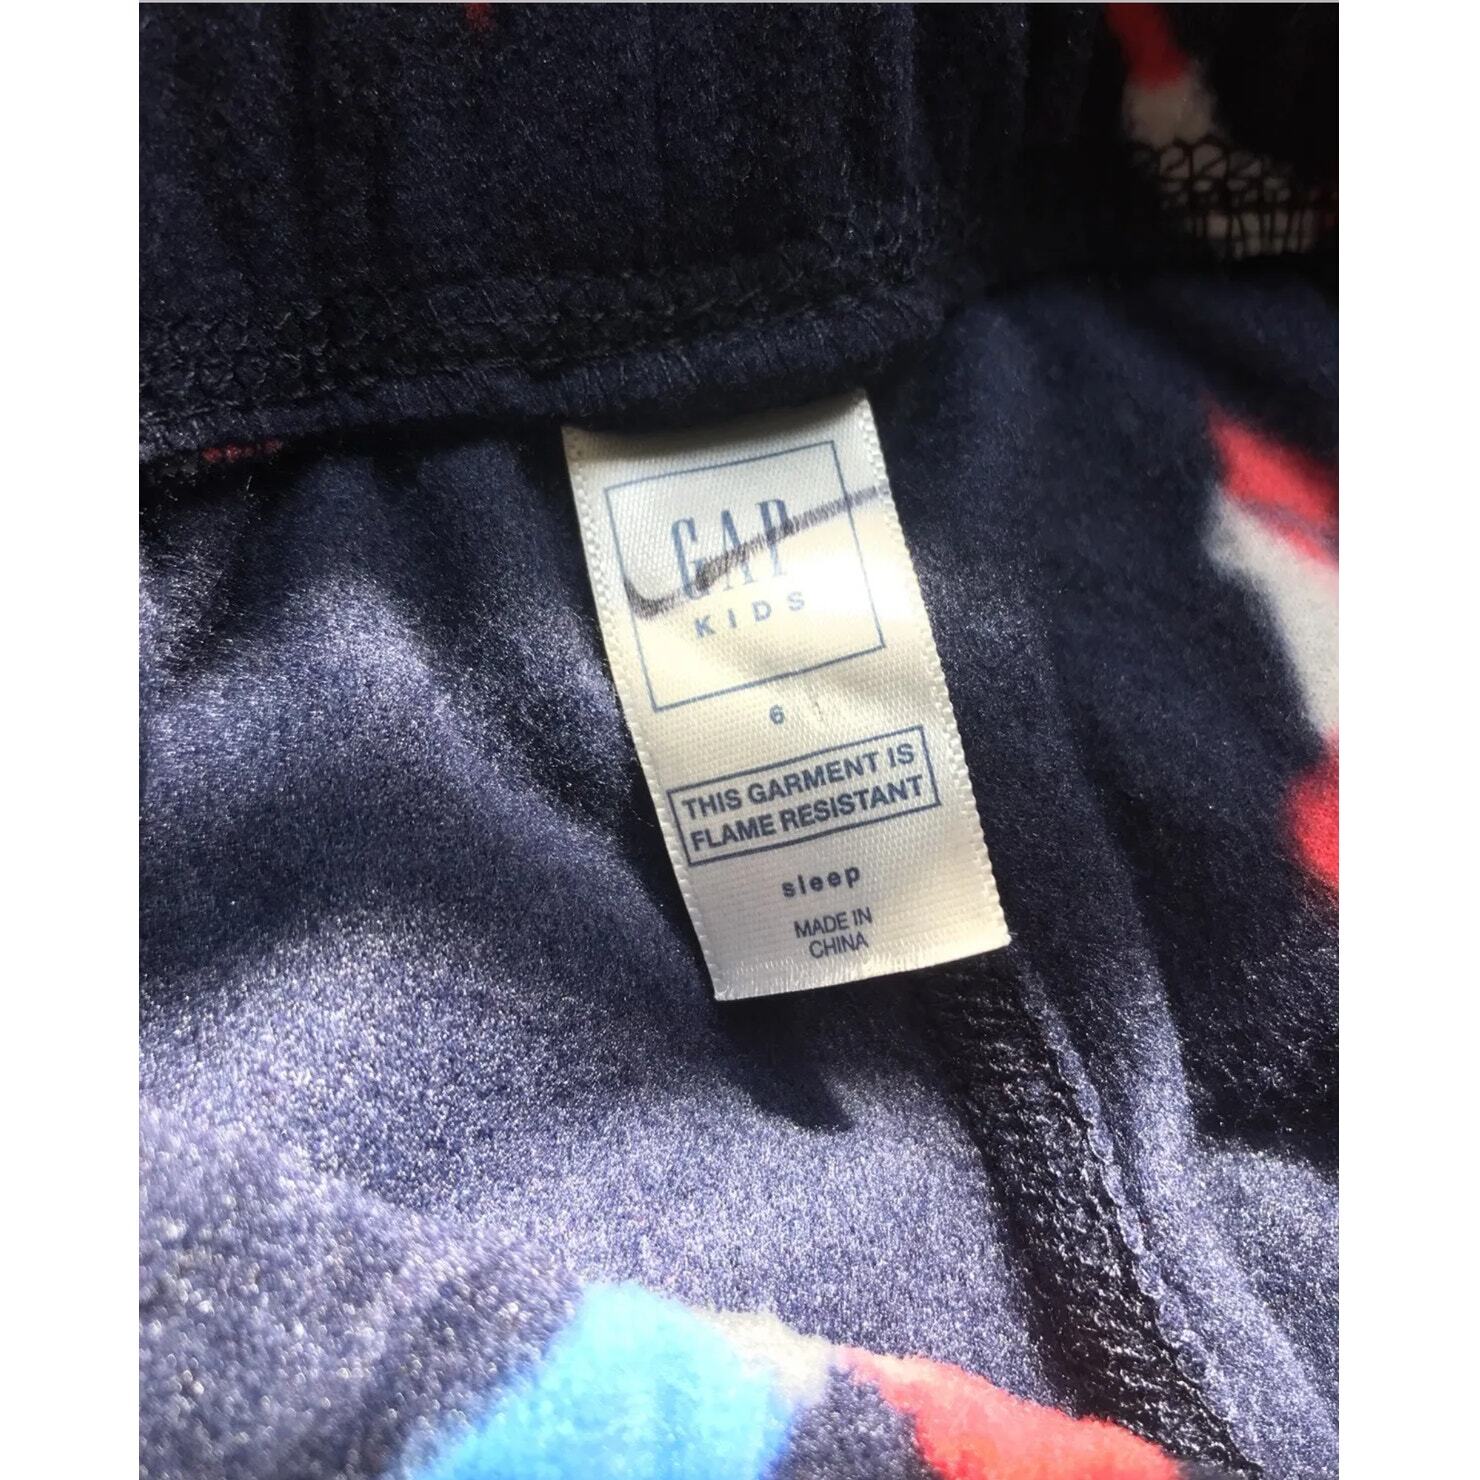 GAP
KIDS
6
THIS GARMENT IS
FLAME RESISTANT
sleep
MADE IN
CHINA